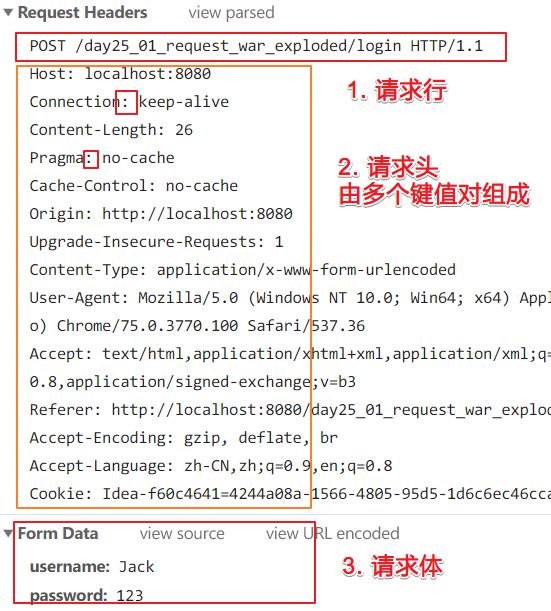 Request Headers view parsed
POST /day25_01_request_war_exploded/login HTTP/1.1
Host: localhost:8080
Connection: keep-alive
1. 请求行
Content-Length: 26
Pragma: no-cache
2. 请求头
Cache-Control: no-cache
由多个键值对组成
Origin: http://localhost:8080
Upgrade-Insecure-Requests: 1
Content-Type: application/x-www-form-urlencoded
User-Agent: Mozilla/5.0 (Windows NT 10.0; Win64; x64) Appl
o) Chrome/75.0.3770.100 Safari/537.36
Accept: text/html,application/xhtml+xml,application/xml;q=
0.8,application/signed-exchange;v=b3
Referer: http://localhost:8080/day25_01_request_war_explod
Accept-Encoding: gzip, deflate, br
Accept-Language: zh-CN,zh;q=0.9,en;q=0.8
Cookie: Idea-f60c4641=4244a08a-1566-4805-95d5-1d6c6ec46cca
Form Data view source view URL encoded
username: Jack
3. 请求体
password: 123